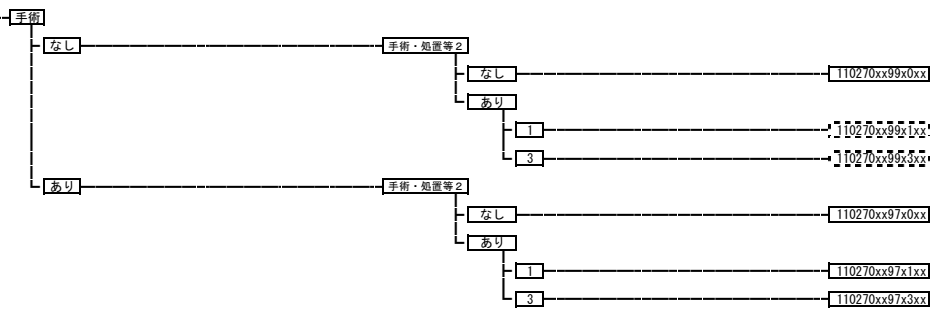 手術
なし
手術・処置等２
なし
110270xx99x0xx
あり
1
110270xx99x1xx
3
110270xx99x3xx
あり
手術・処置等２
なし
110270xx97x0xx
あり
1
110270xx97x1xx
3
110270xx97x3xx